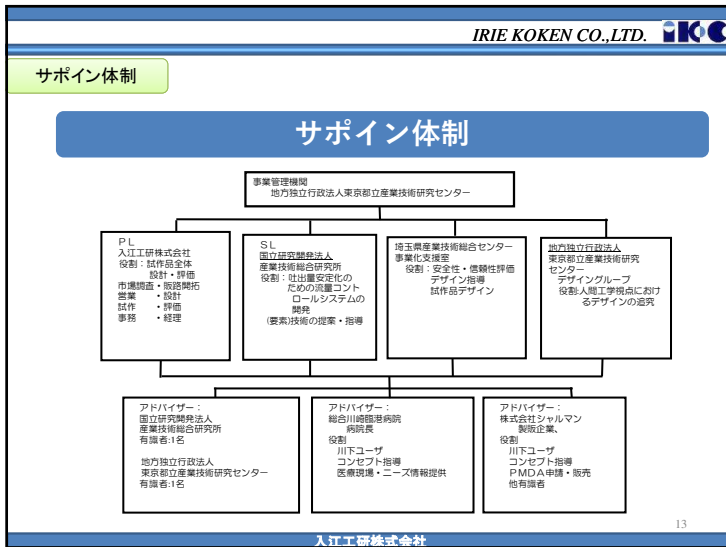 IRIE KOKEN CO.,LTD. IKC
サポイン体制
サポイン体制
事業管理機関
地方独立行政法人東京都立産業技術研究センター
PL
入江工研株式会社
役割:試作品全体
設計・評価
市場調査・販路開拓
営業 ・設計
試作 ・評価
事務 ・経理
SL
国立研究開発法人
産業技術総合研究所
役割:吐出量安定化の
ための流量コント
ロールシステムの
開発
(要素)技術の提案・指導
埼玉県産業技術総合センター
事業化支援室
役割:安全性・信頼性評価
デザイン指導
試作品デザイン
地方独立行政法人
東京都立産業技術研究
センター
デザイングループ
役割:人間工学視点におけ
るデザインの追究
アドバイザー:
国立研究開発法人
産業技術総合研究所
有識者:1名
地方独立行政法人
東京都立産業技術研究センター
有識者:1名
アドバイザー:
総合川崎臨港病院
病院長
役割
川下ユーザ
コンセプト指導
医療現場・ニーズ情報提供
アドバイザー:
株式会社シャルマン
製販企業、
役割
川下ユーザ
コンセプト指導
PMDA申請・販売
他有識者
13
入江工研株式会社